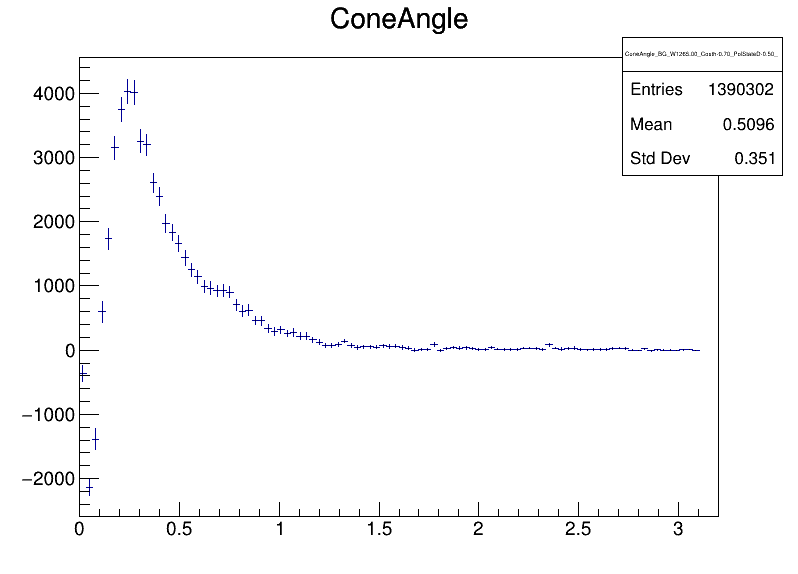 ConeAngle
ConeAngle_BG_W1265.00_Costh-0.70_PolStateD-0.50_
Entries 1390302
Mean 0.5096
Std Dev 0.351
4000
3000
2000
1000
0
−1000
−2000
0 0.5 1 1.5 2 2.5 3